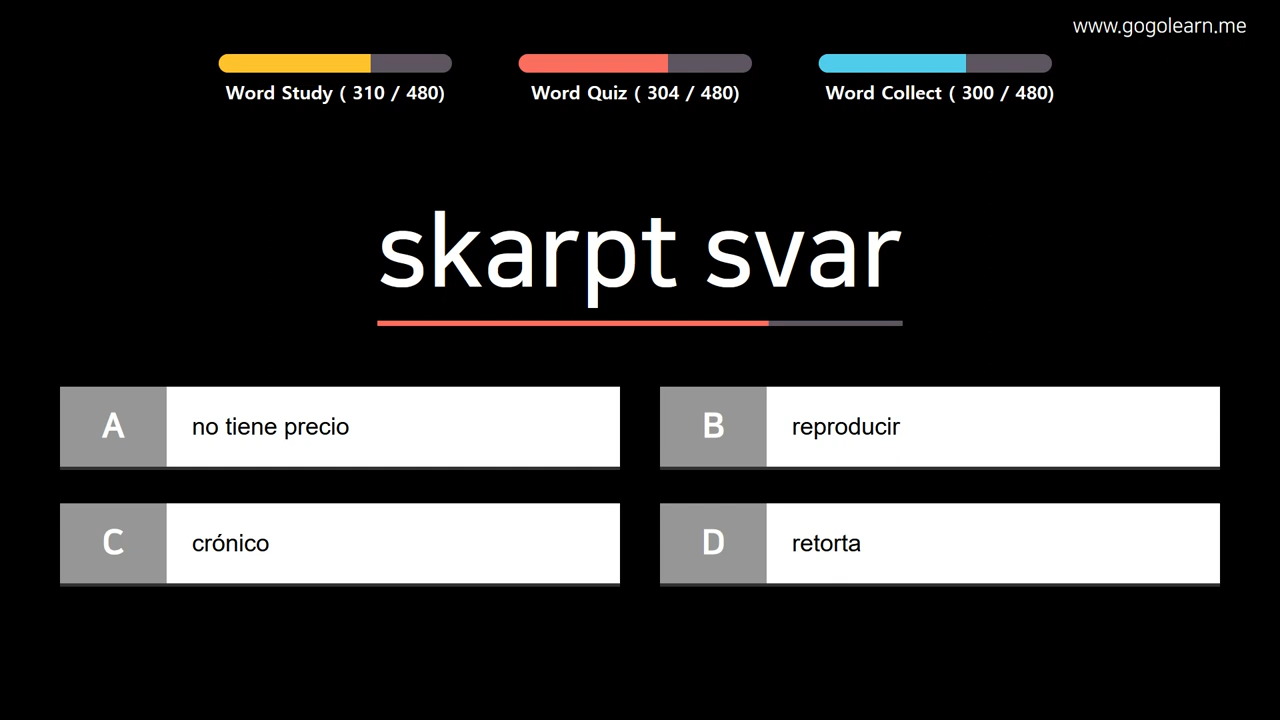 www.gogolearn.me
Word Study ( 310 / 480)
Word Quiz ( 304 / 480)
Word Collect ( 300 / 480)
skarpt svar
A
no tiene precio
B
reproducir
C
crónico
D
retorta